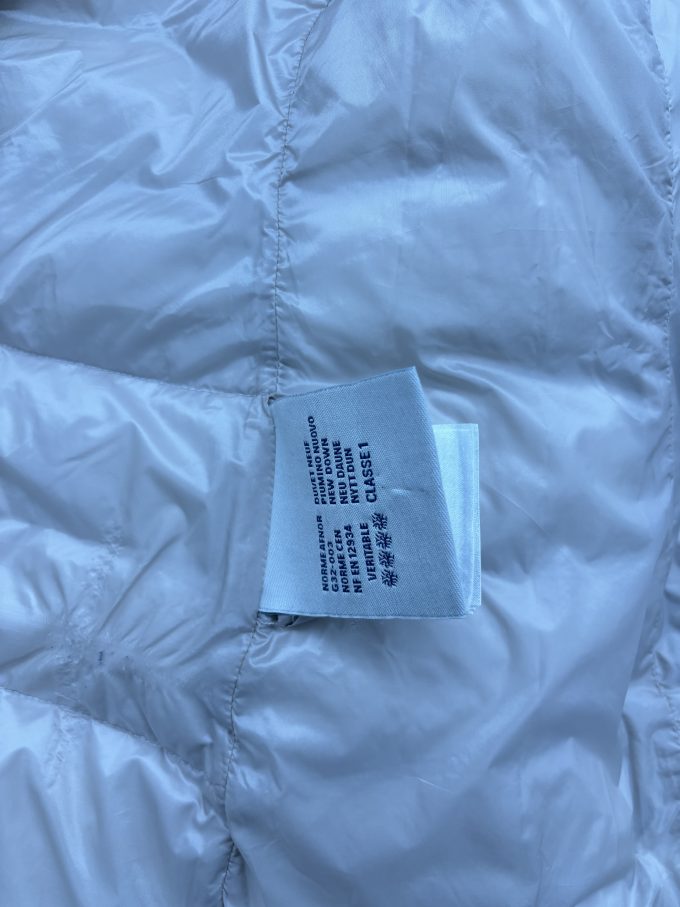 NORME AFNOR DUVET NEUF
G32-003 PIUMINO NUOVO
NORME CEN NEW DOWN
NF EN 12934 NEU DAUNE
NYTT DUN
VERITABLE CLASSE 1